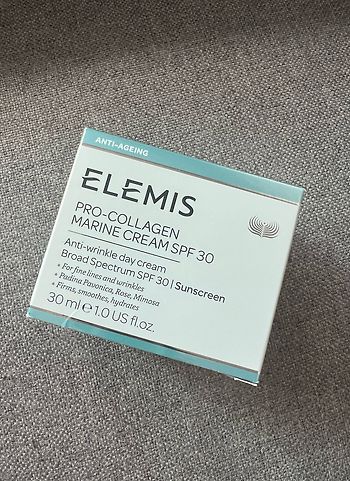 ANTI-AGEING
ELEMIS
PRO-COLLAGEN
MARINE CREAM SPF 30
Anti-wrinkle day cream
Broad Spectrum SPF 30 | Sunscreen
+ For fine lines and wrinkles
+ Padina Pavonica, Rose, Mimosa
+ Firms, smoothes, hydrates
30 ml ℮ 1.0 US fl.oz.